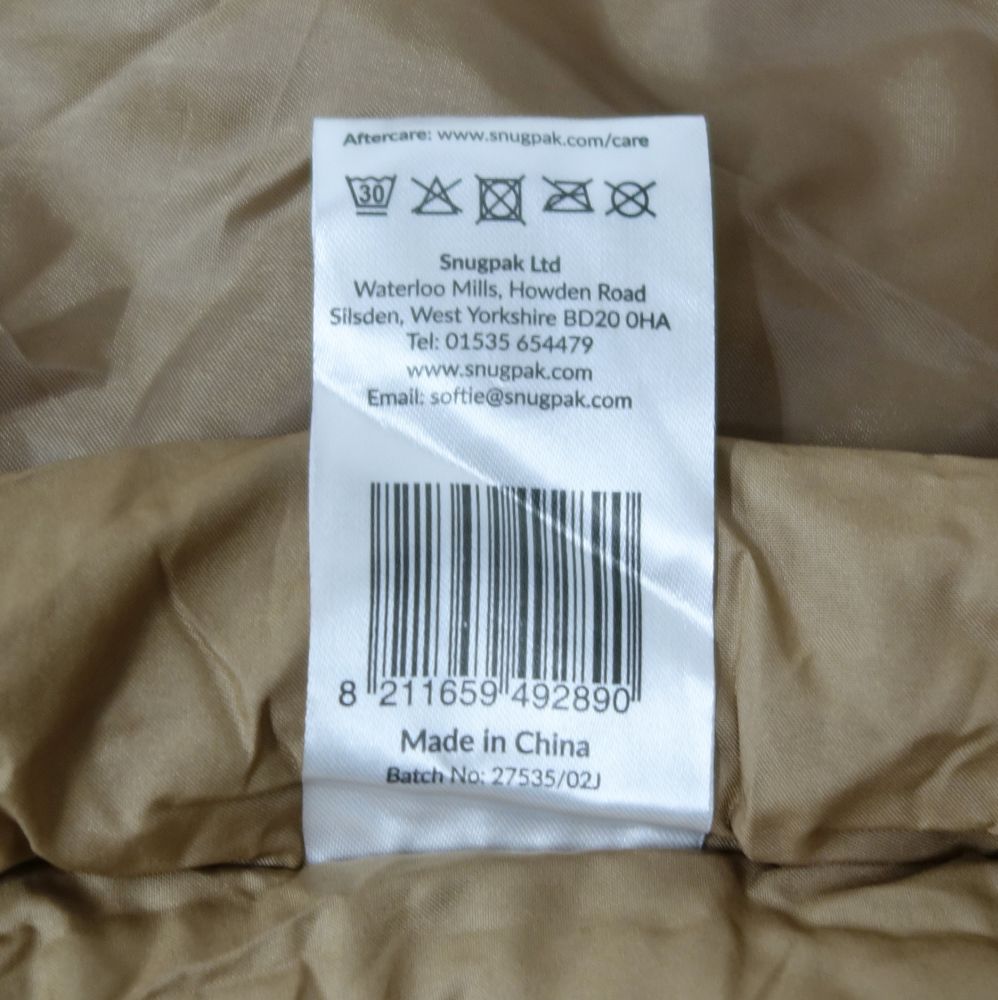 Aftercare: www.snugpak.com/care
30
Snugpak Ltd
Waterloo Mills, Howden Road
Silsden, West Yorkshire BD20 0HA
Tel: 01535 654479
www.snugpak.com
Email: softie@snugpak.com
8 211659 492890
Made in China
Batch No: 27535/02J